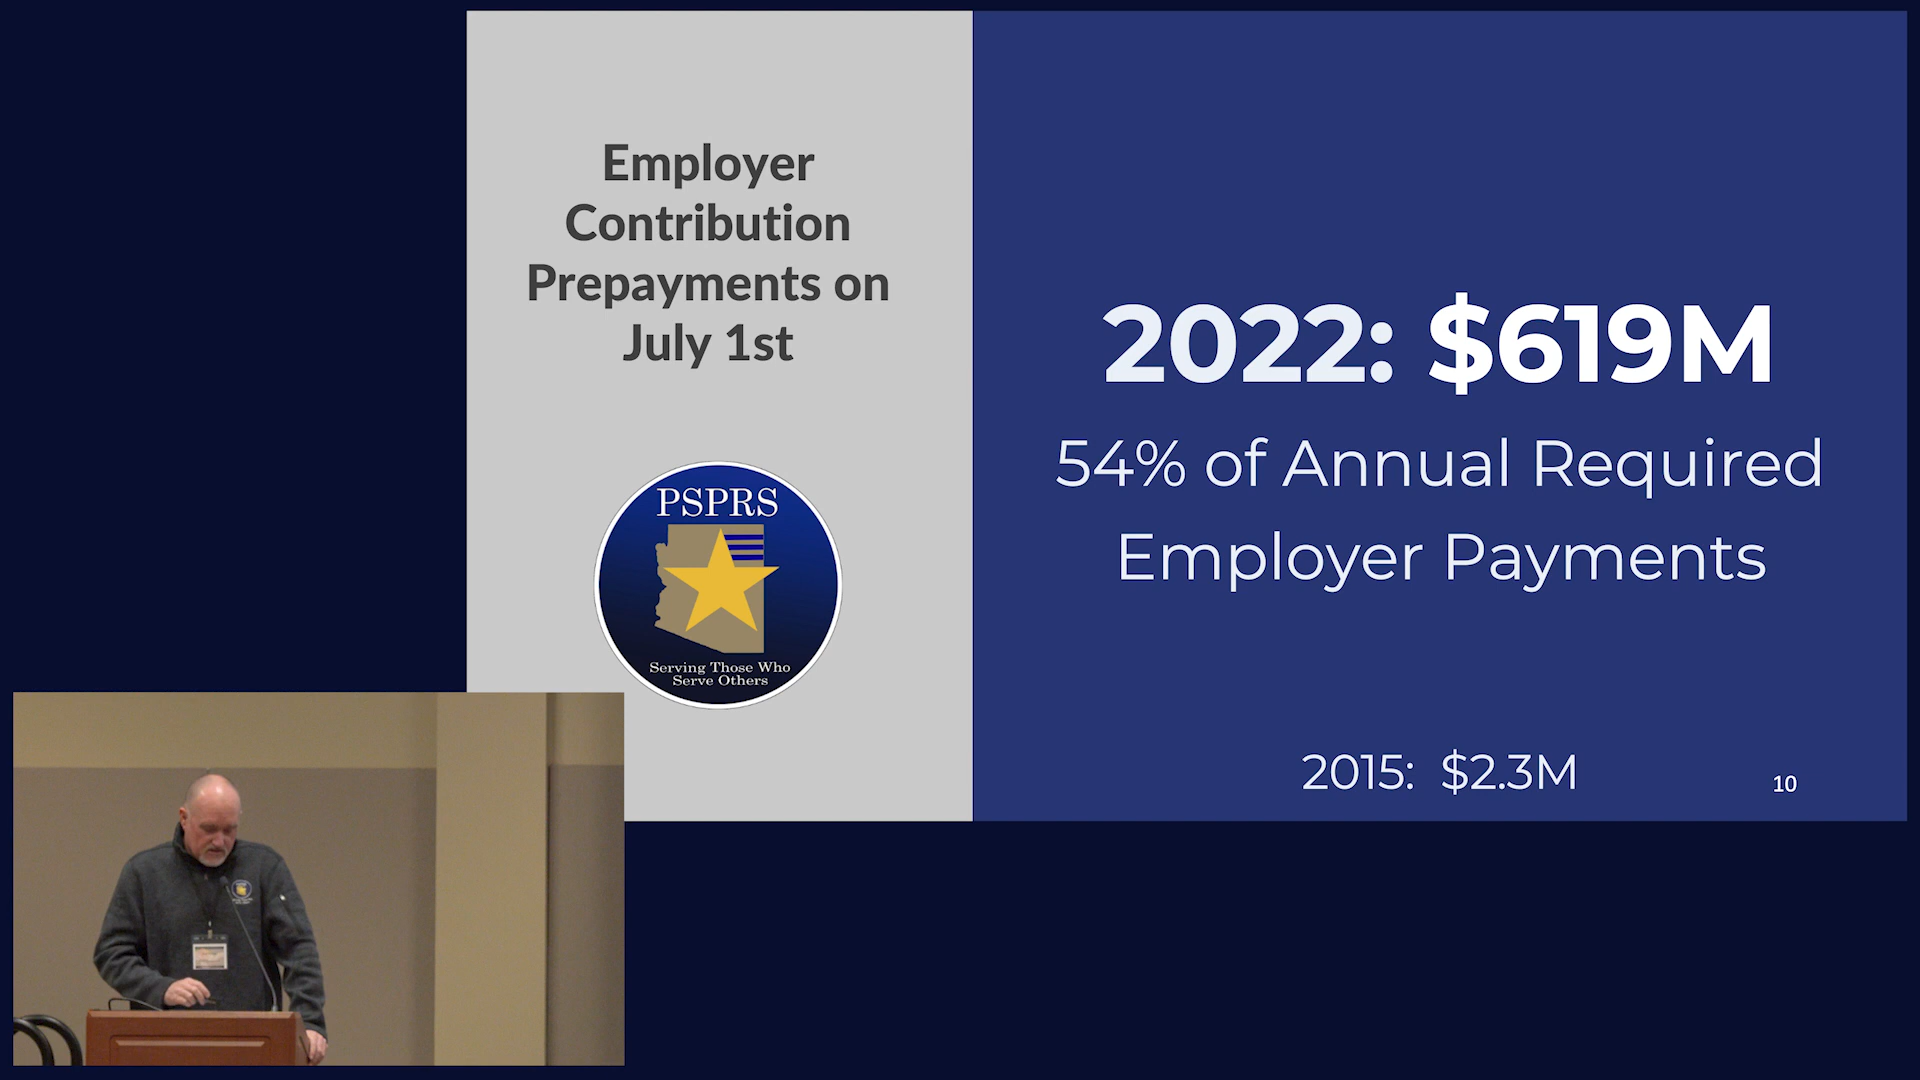 Employer
Contribution
Prepayments on
July 1st
PSPRS
Serving Those Who
Serve Others
2022: $619M
54% of Annual Required
Employer Payments
2015: $2.3M
10